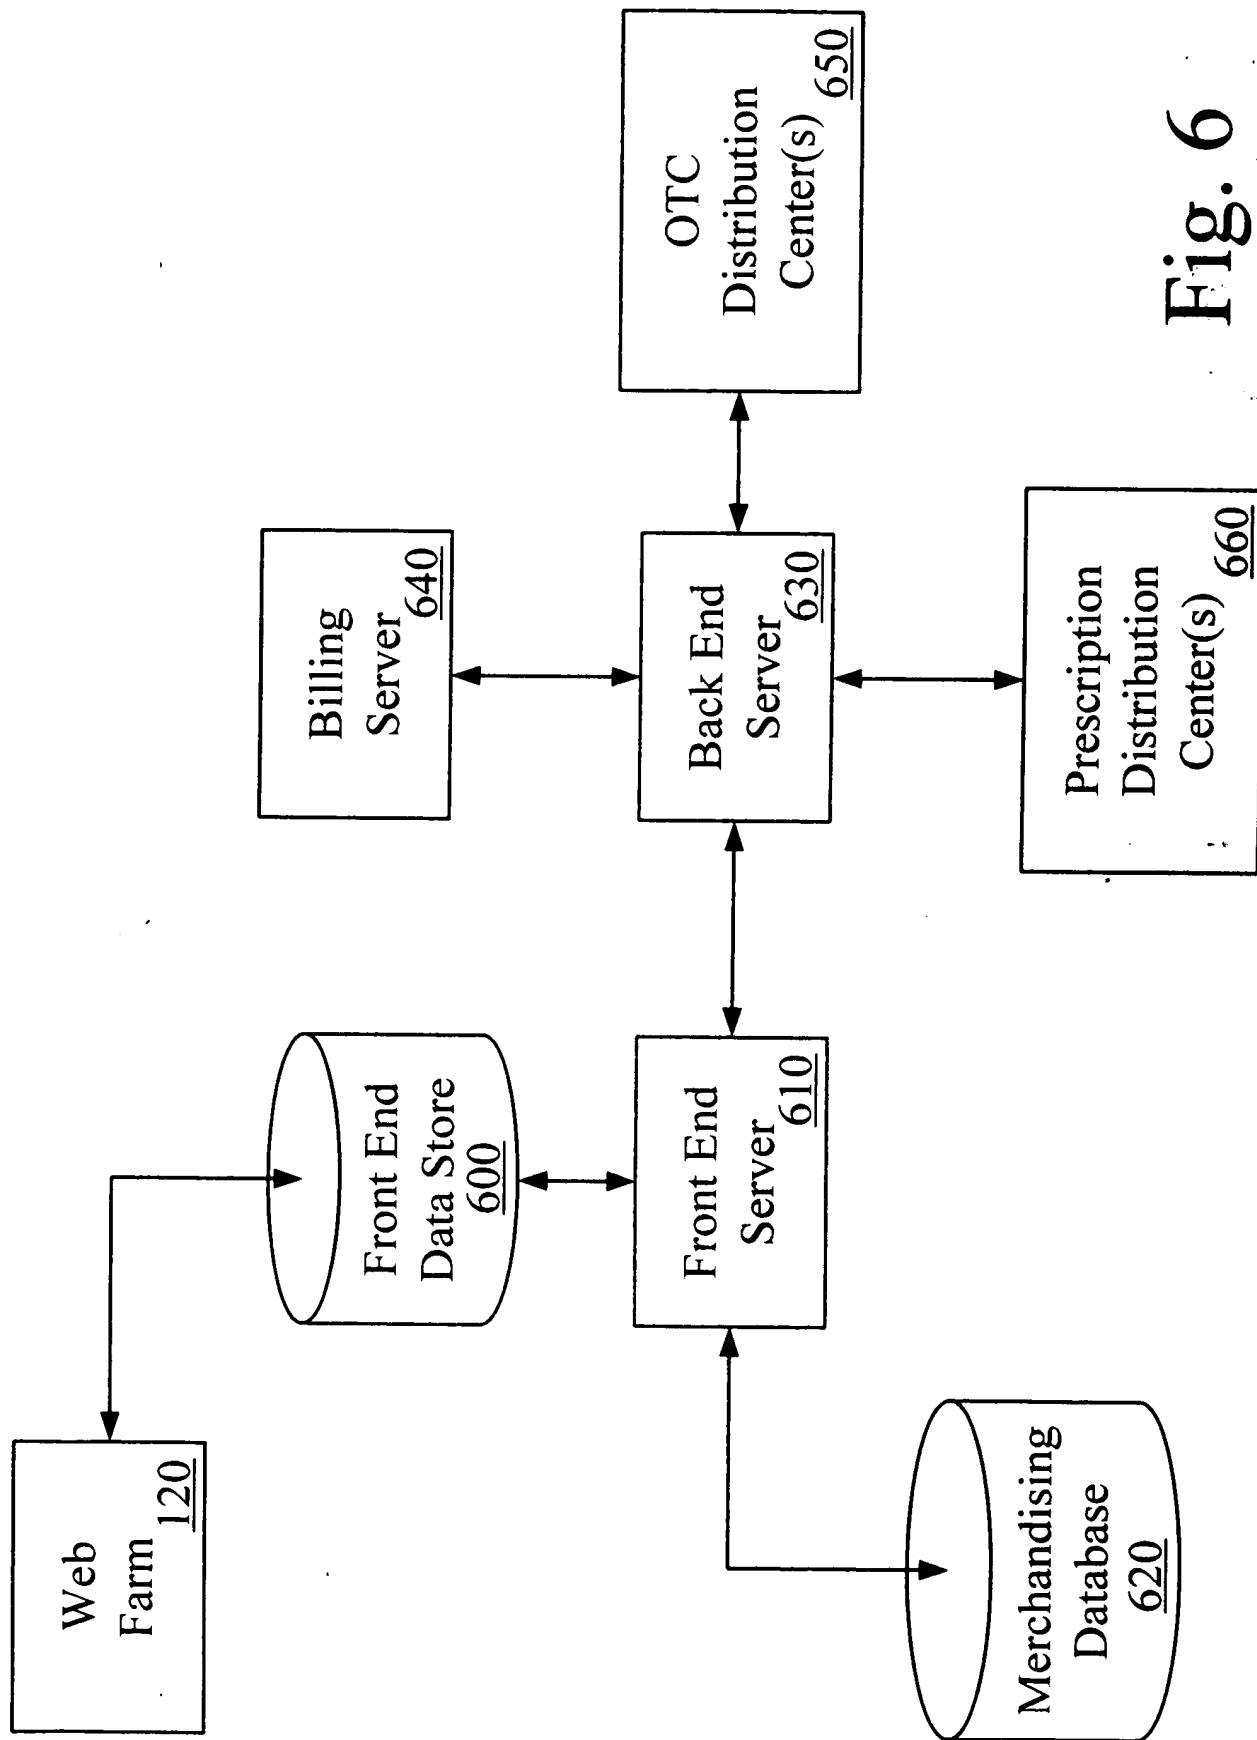 Web
Farm
120
Front End
Data Store
600
Billing
Server
640
Merchandising
Database
620
Front End
Server
610
Back End
Server
630
OTC
Distribution
Center(s)
650
Prescription
Distribution
Center(s)
660
Fig. 6